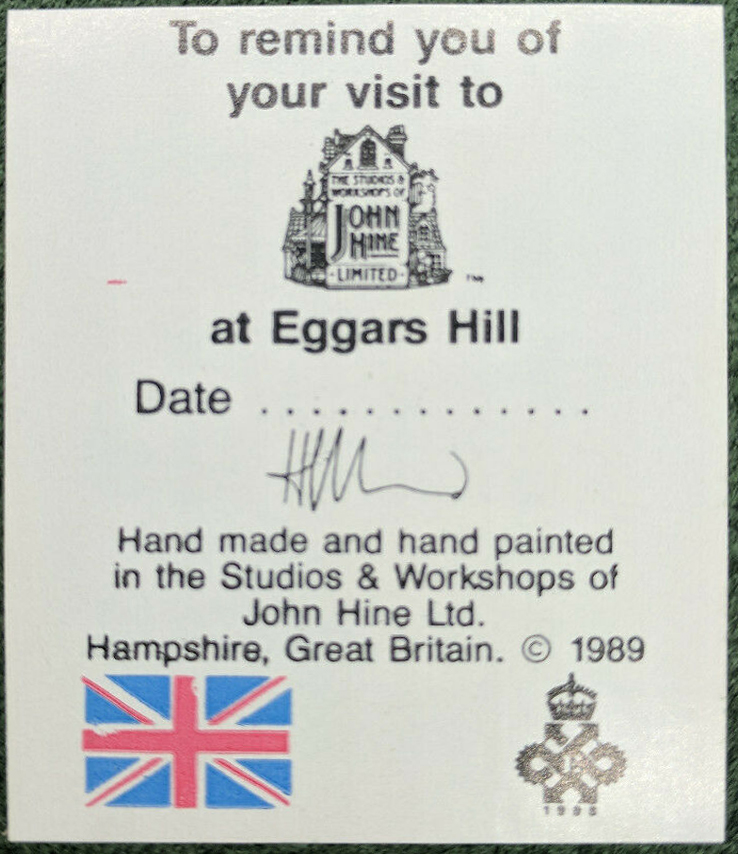 To remind you of
your visit to
THE STUDIOS &
WORKSHOPS OF
JOHN
HINE
·LIMITED·
™
at Eggars Hill
Date .............
Hand made and hand painted
in the Studios & Workshops of
John Hine Ltd.
Hampshire, Great Britain. © 1989